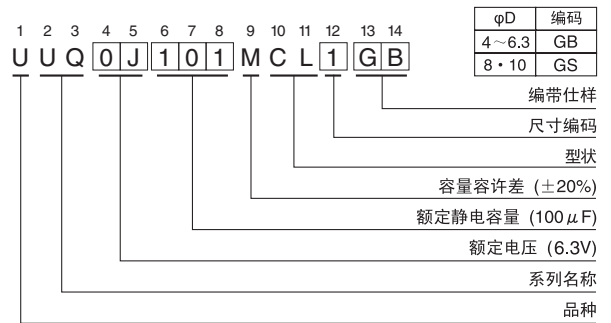 1 2 3 4 5 6 7 8 9 10 11 12 13 14
U U Q 0 J 1 0 1 M C L 1 G B
φD 编码
4～6.3 GB
8・10 GS
编带仕样
尺寸编码
型状
容量容许差 (±20%)
额定静电容量 (100μF)
额定电压 (6.3V)
系列名称
品种